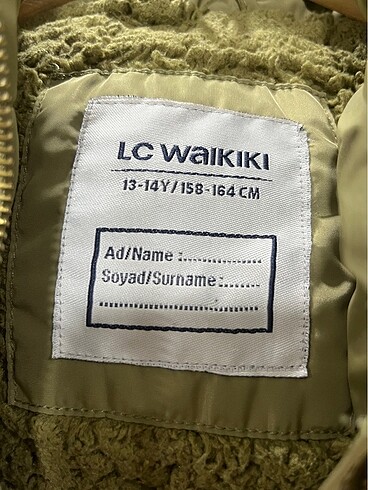 LC WAIKIKI
13-14Y/158-164 CM
Ad/Name :................
Soyad/Surname :.......
................................